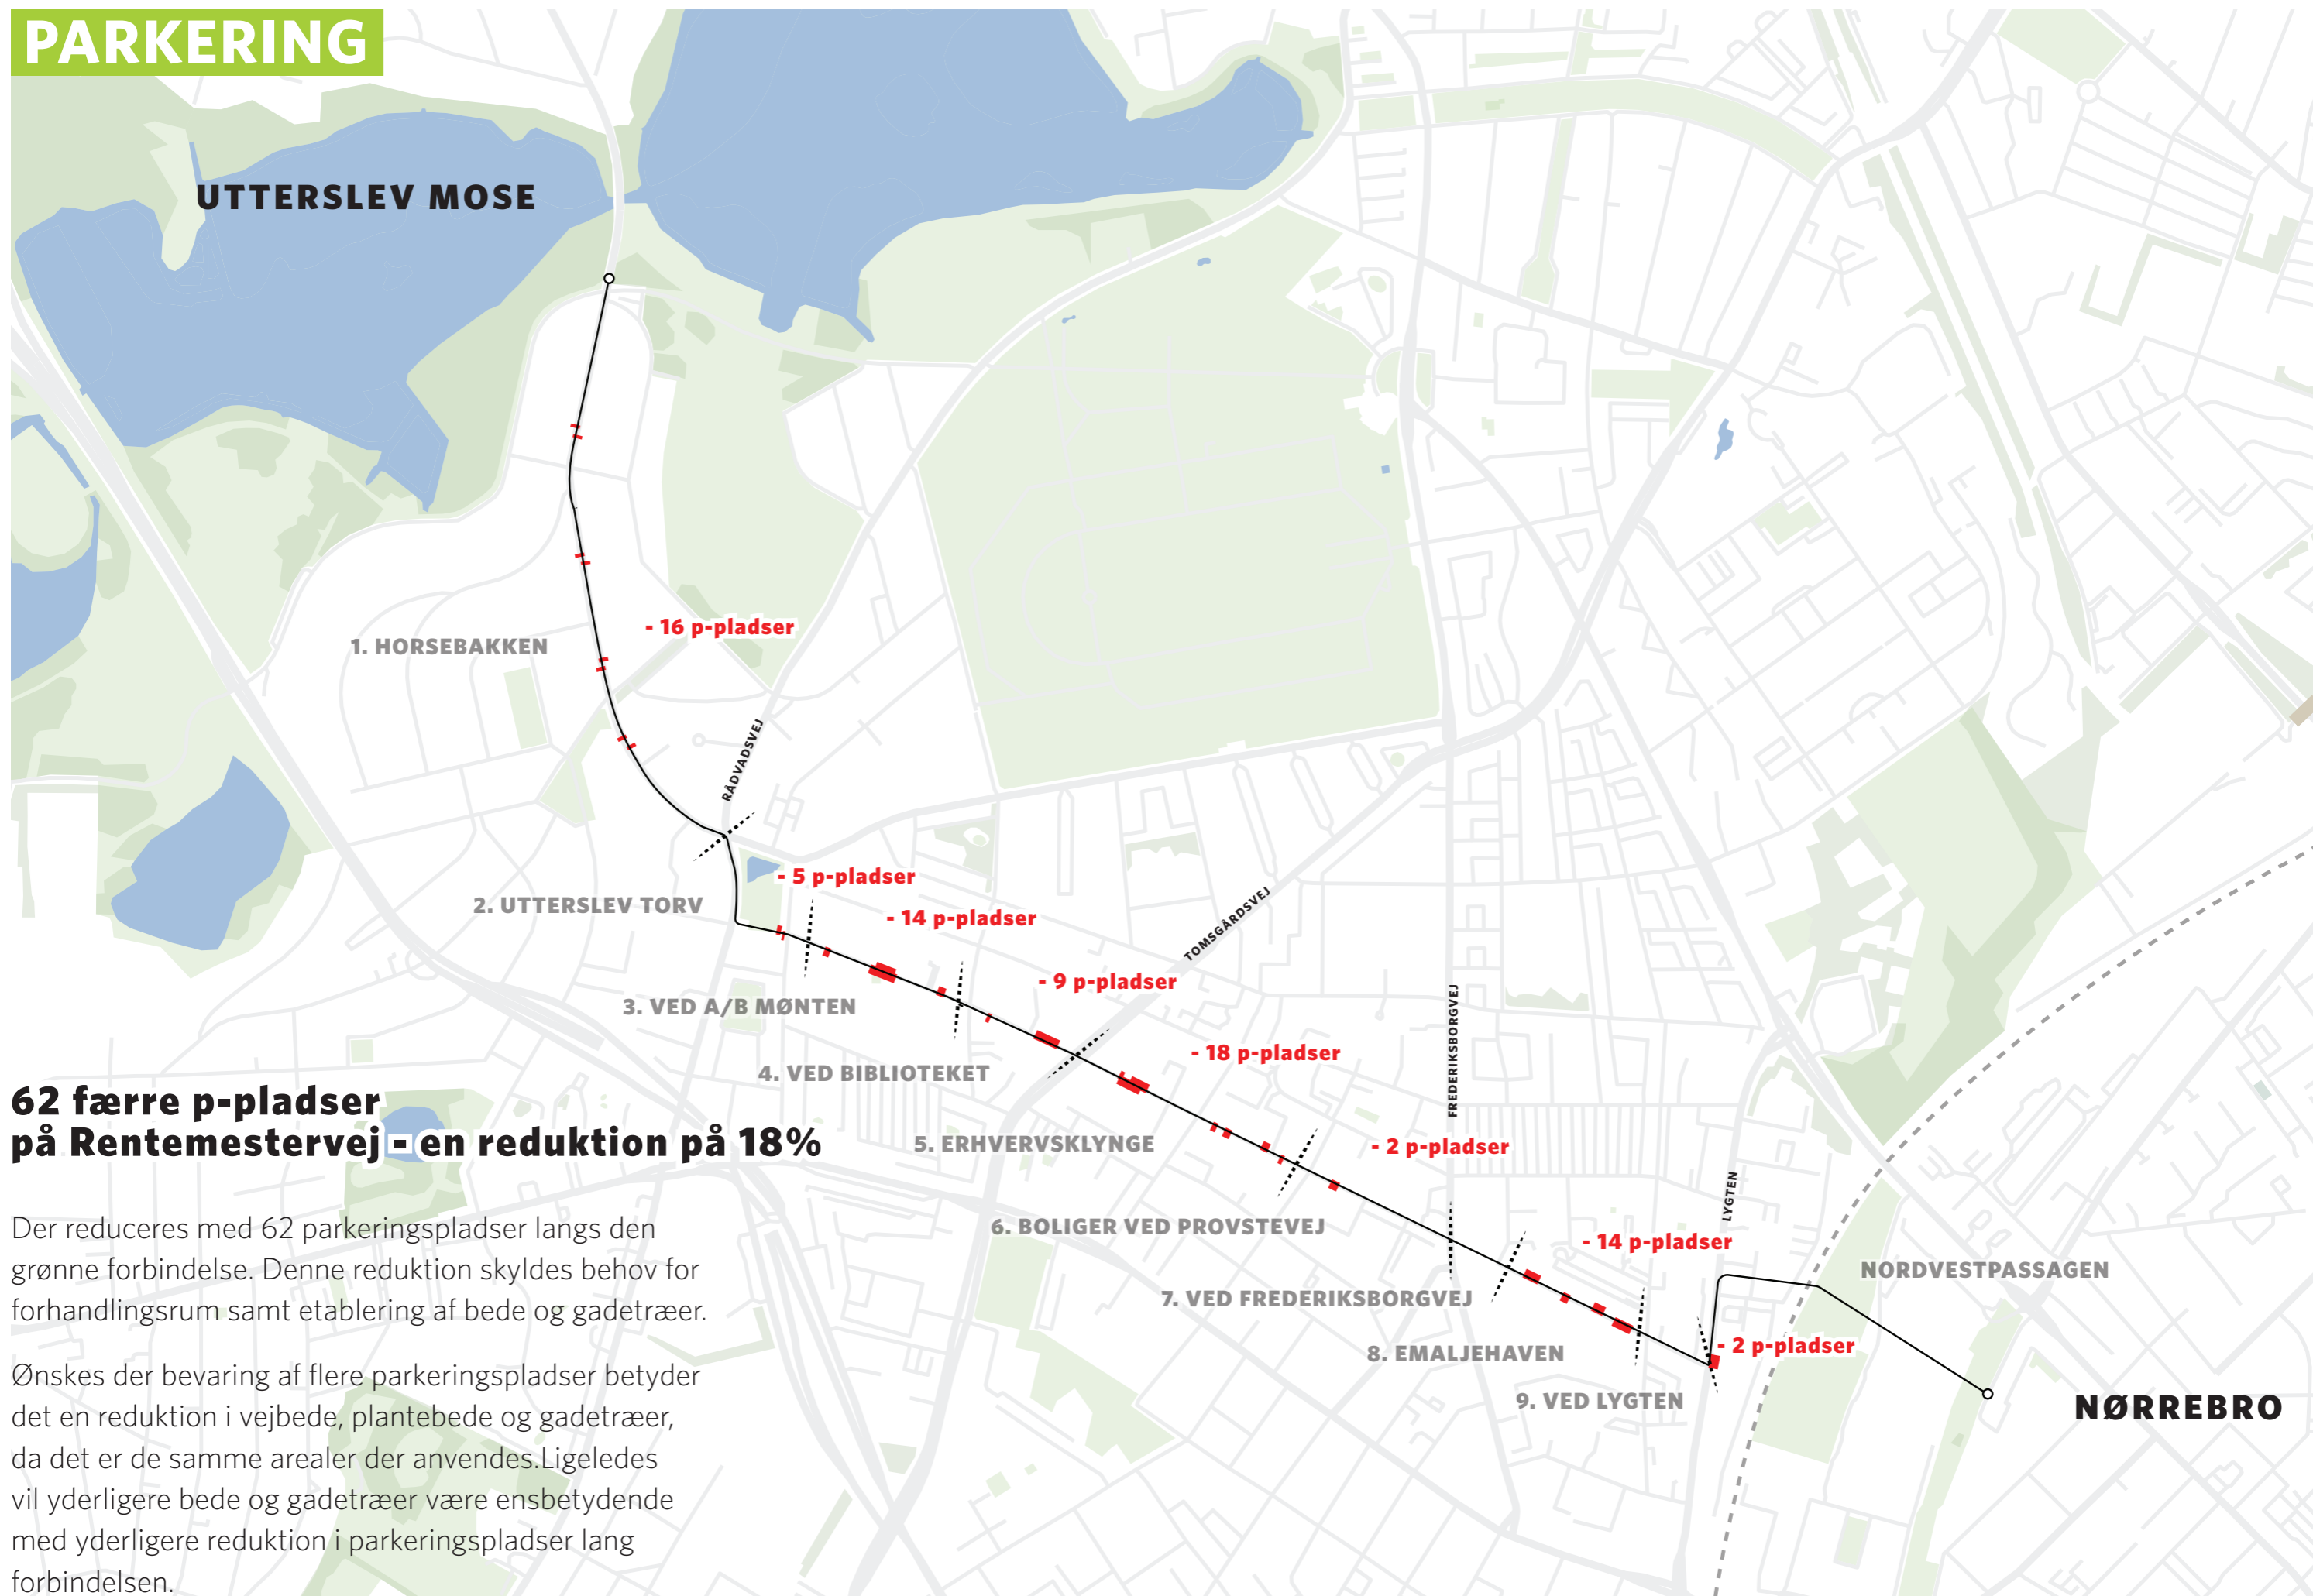 PARKERING
UTTERSLEV MOSE
- 16 p-pladser
1. HORSEBAKKEN
RÅDVADSVEJ
- 5 p-pladser
2. UTTERSLEV TORV
- 14 p-pladser
TOMSGÅRDSVEJ
- 9 p-pladser
3. VED A/B MØNTEN
FREDERIKSBORGVEJ
- 18 p-pladser
4. VED BIBLIOTEKET
62 færre p-pladser
på Rentemestervej - en reduktion på 18%
5. ERHVERVSKLYNGE
- 2 p-pladser
LYGTEN
6. BOLIGER VED PROVSTEVEJ
- 14 p-pladser
NORDVESTPASSAGEN
7. VED FREDERIKSBORGVEJ
- 2 p-pladser
8. EMALJEHAVEN
9. VED LYGTEN
NØRREBRO
Der reduceres med 62 parkeringspladser langs den
grønne forbindelse. Denne reduktion skyldes behov for
forhandlingsrum samt etablering af bede og gadetræer.
Ønskes der bevaring af flere parkeringspladser betyder
det en reduktion i vejbede, plantebede og gadetræer,
da det er de samme arealer der anvendes.Ligeledes
vil yderligere bede og gadetræer være ensbetydende
med yderligere reduktion i parkeringspladser lang
forbindelsen.